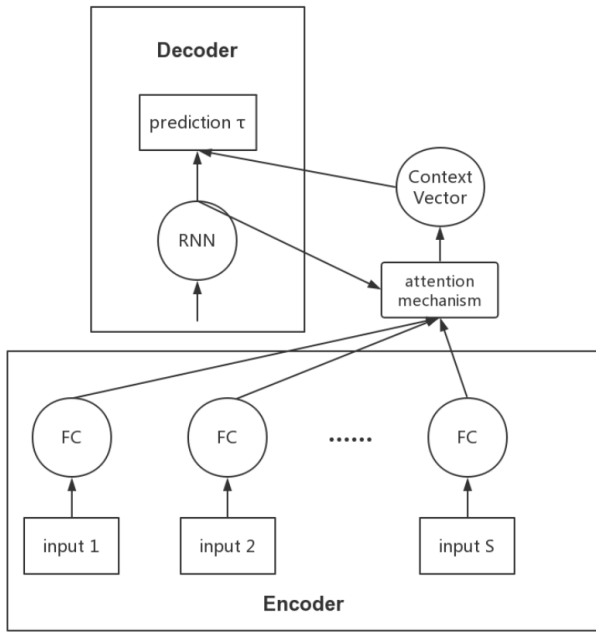 Decoder
prediction τ
Context
Vector
RNN
attention
mechanism
FC
FC
......
FC
input 1
input 2
input S
Encoder